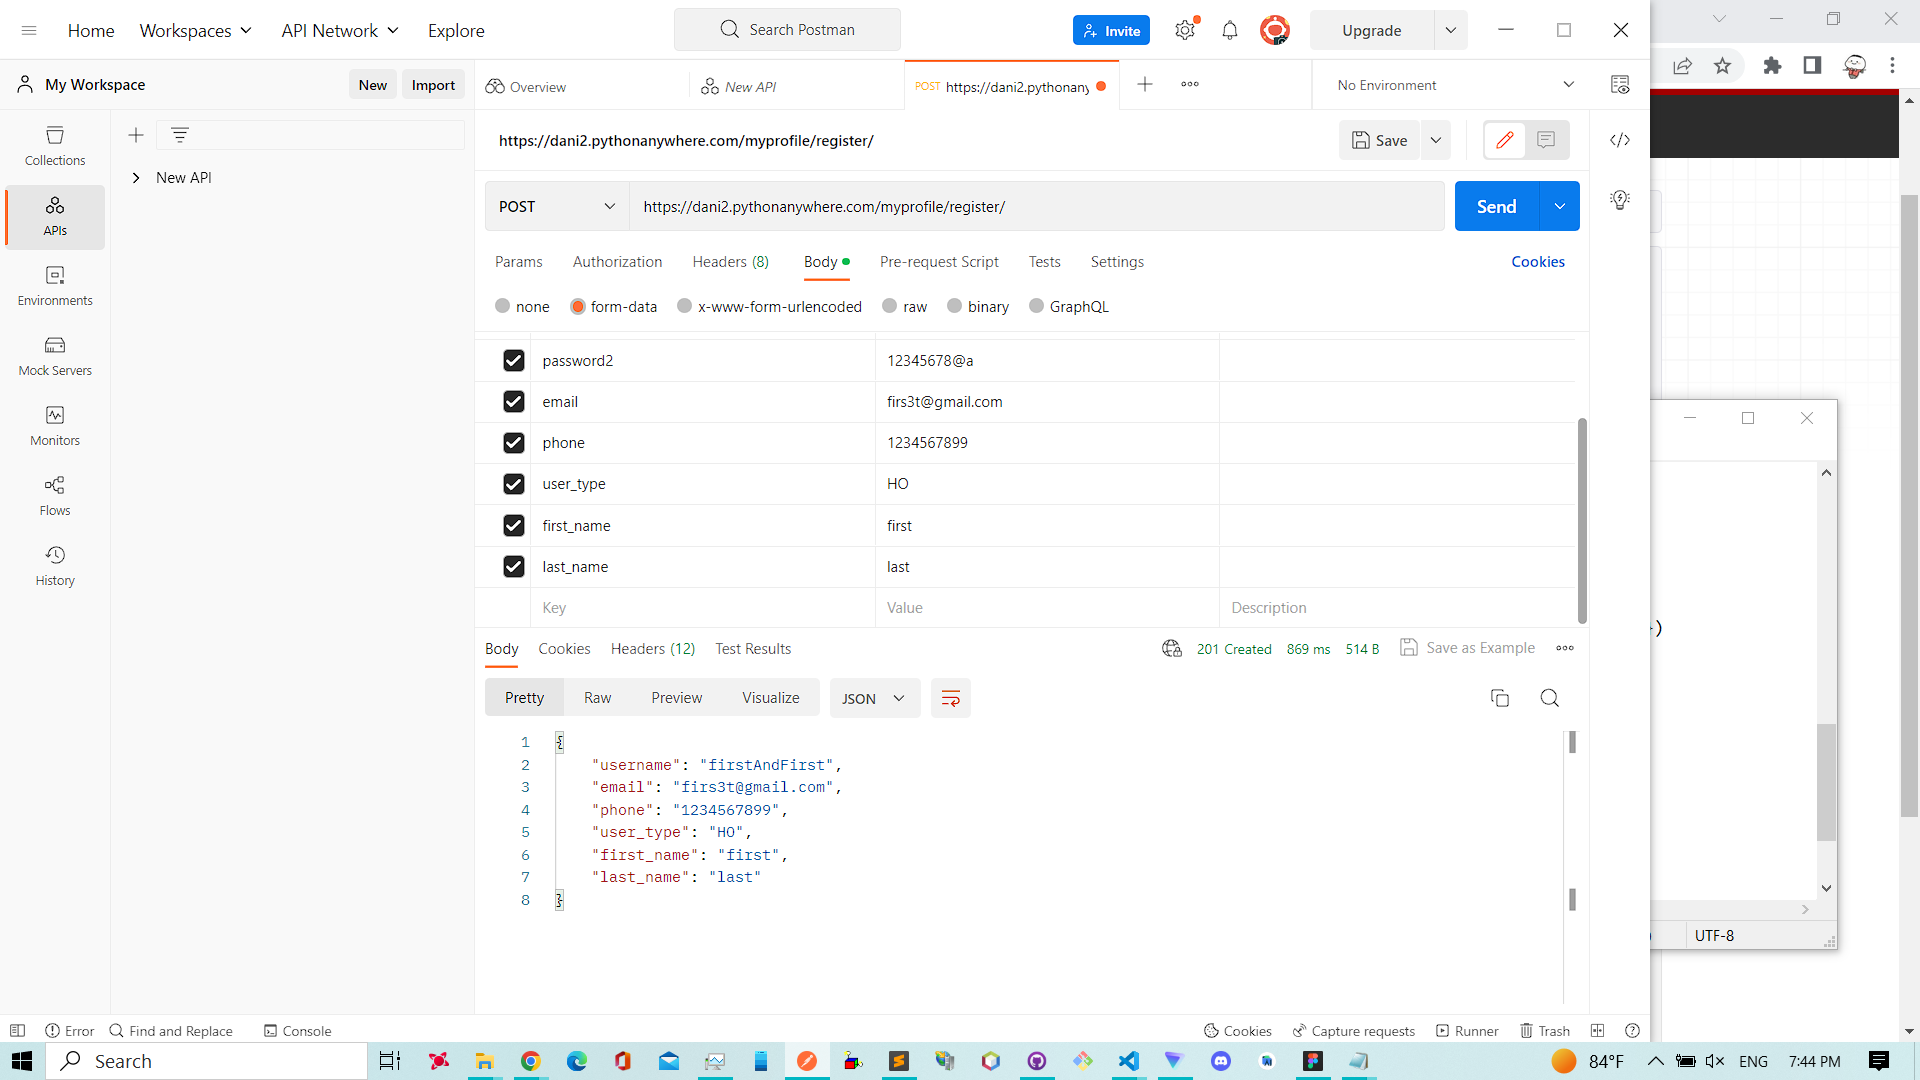 Home
Workspaces
API Network
Explore
Search Postman
Invite
Upgrade
My Workspace
New
Import
Overview
New API
POST https://dani2.pythonany
No Environment
Collections
APIs
Environments
Mock Servers
Monitors
Flows
History
New API
https://dani2.pythonanywhere.com/myprofile/register/
Save
POST
https://dani2.pythonanywhere.com/myprofile/register/
Send
Params
Authorization
Headers (8)
Body
Pre-request Script
Tests
Settings
Cookies
none
form-data
x-www-form-urlencoded
raw
binary
GraphQL
password2 12345678@a
email firs3t@gmail.com
phone 1234567899
user_type HO
first_name first
last_name last
Key Value Description
Body
Cookies
Headers (12)
Test Results
201 Created 869 ms 514 B
Save as Example
Pretty
Raw
Preview
Visualize
JSON
1 {
2 "username": "firstAndFirst",
3 "email": "firs3t@gmail.com",
4 "phone": "1234567899",
5 "user_type": "HO",
6 "first_name": "first",
7 "last_name": "last"
8 }
)
UTF-8
Error
Find and Replace
Console
Cookies
Capture requests
Runner
Trash
Search
84°F
ENG
7:44 PM